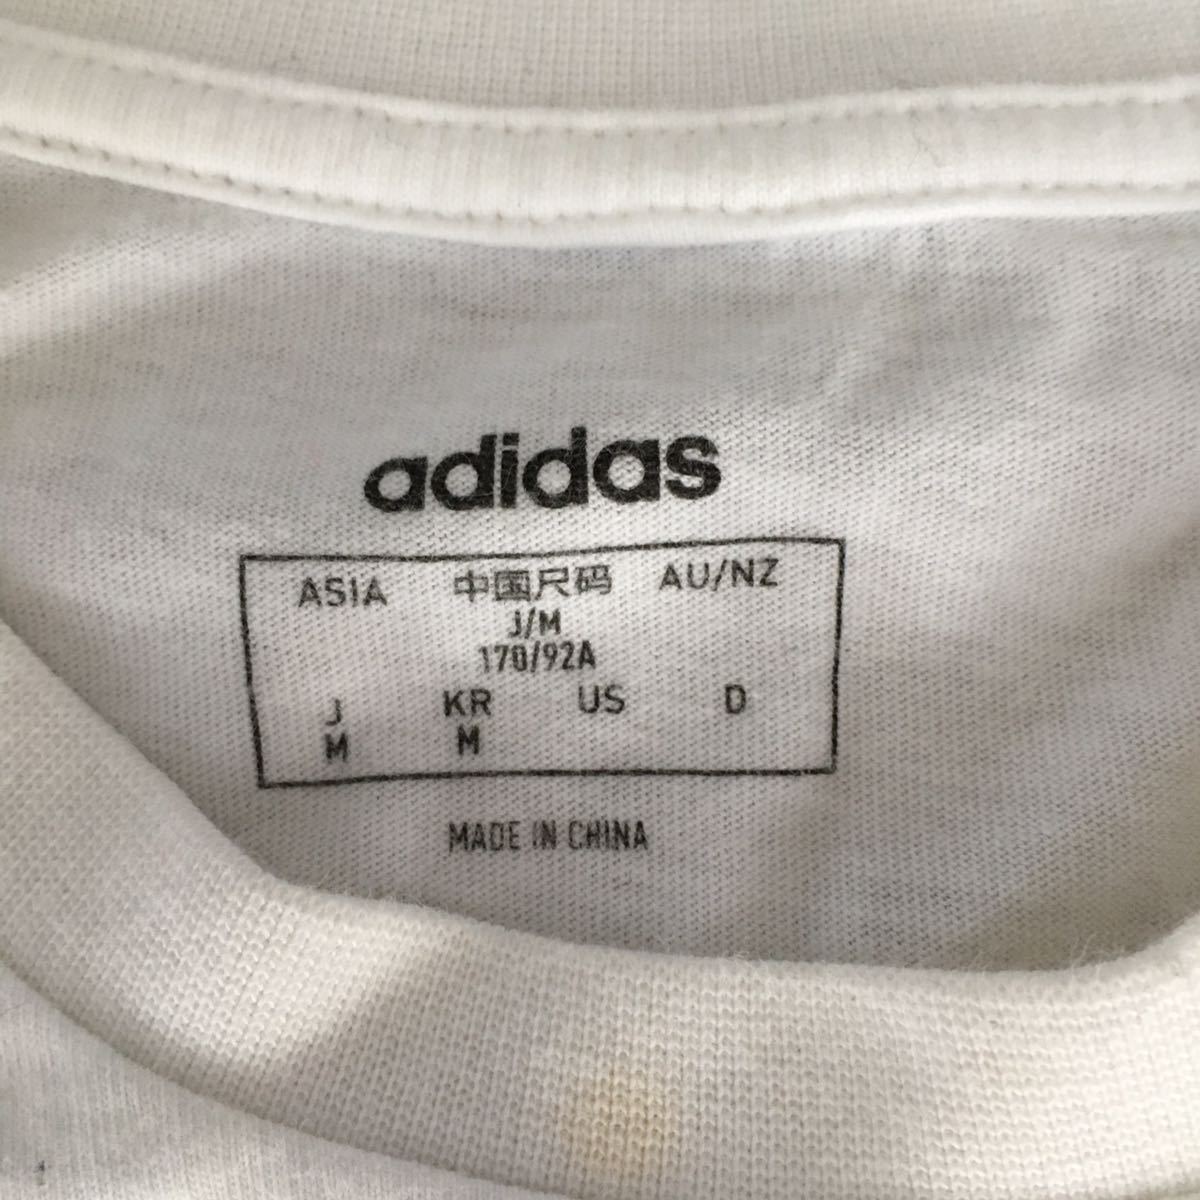 adidas
ASIA 中国尺码 AU/NZ
J/M
170/92A
J KR US D
M M
MADE IN CHINA